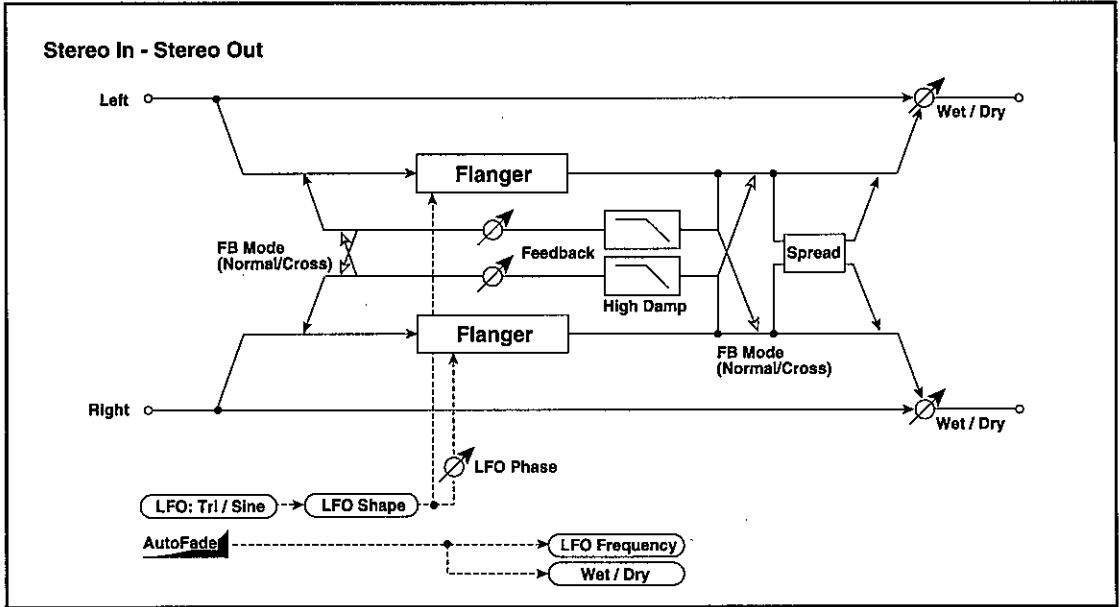 Stereo In - Stereo Out
Left
Wet / Dry
Flanger
FB Mode
(Normal/Cross)
Feedback
Spread
High Damp
Flanger
FB Mode
(Normal/Cross)
Right
Wet / Dry
LFO Phase
LFO: Tri / Sine
LFO Shape
AutoFade
LFO Frequency
Wet / Dry